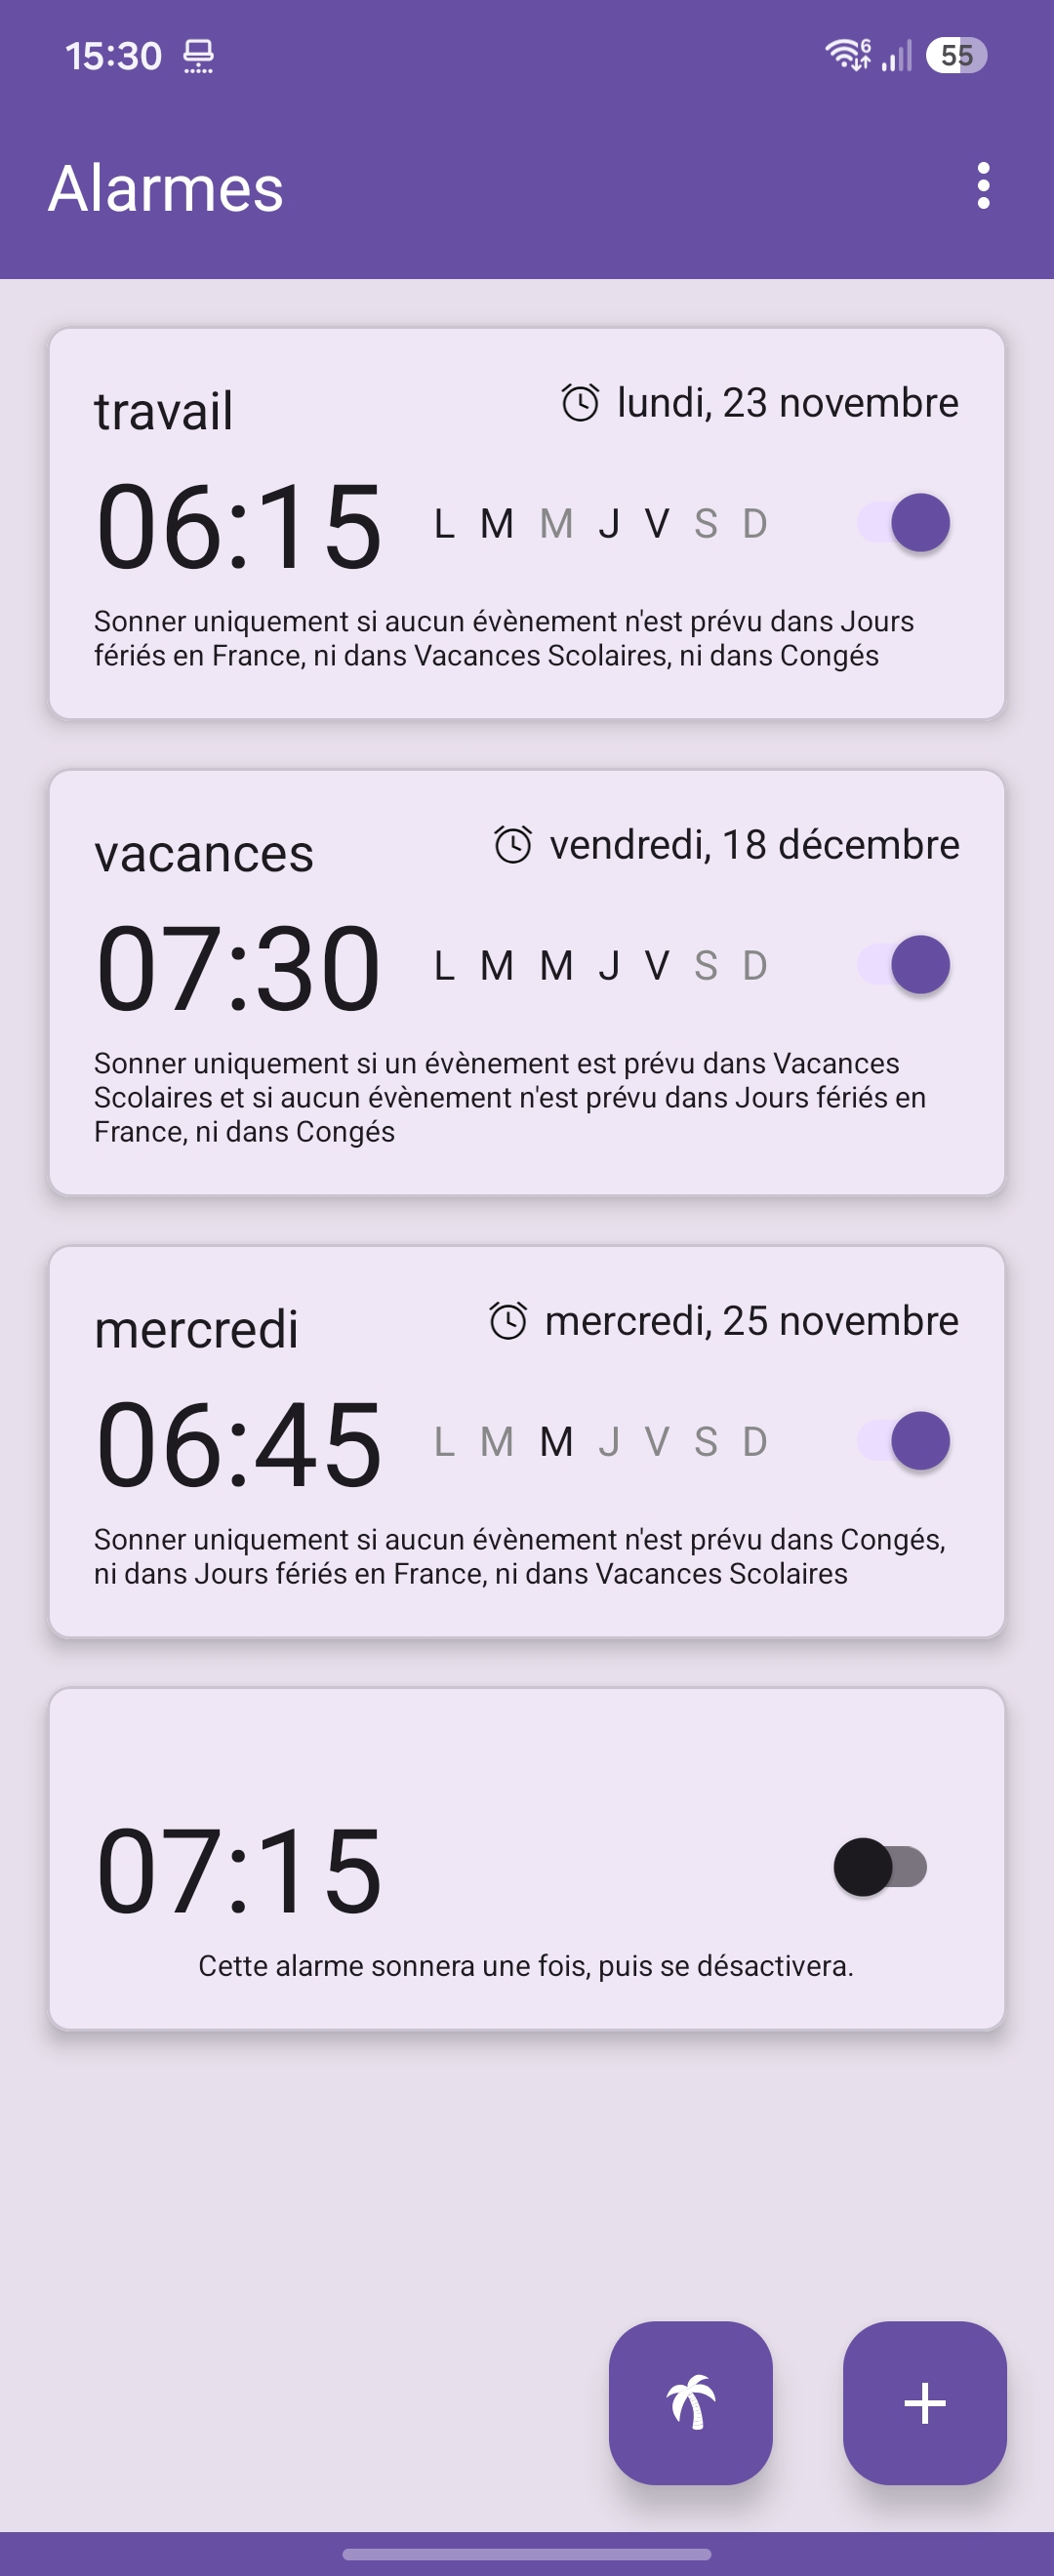 15:30
6
55
Alarmes
travail
lundi, 23 novembre
06:15
L M M J V S D
Sonner uniquement si aucun évènement n'est prévu dans Jours
fériés en France, ni dans Vacances Scolaires, ni dans Congés
vacances
vendredi, 18 décembre
07:30
L M M J V S D
Sonner uniquement si un évènement est prévu dans Vacances
Scolaires et si aucun évènement n'est prévu dans Jours fériés en
France, ni dans Congés
mercredi
mercredi, 25 novembre
06:45
L M M J V S D
Sonner uniquement si aucun évènement n'est prévu dans Congés,
ni dans Jours fériés en France, ni dans Vacances Scolaires
07:15
Cette alarme sonnera une fois, puis se désactivera.